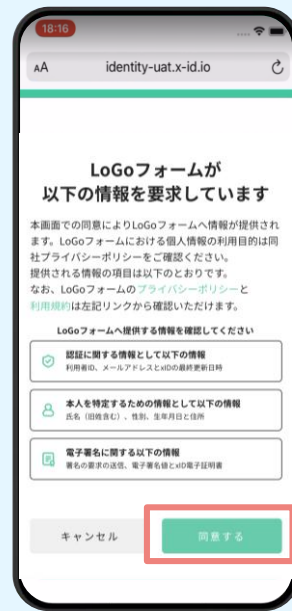 18:16
AA
identity-uat.x-id.io
LoGoフォームが
以下の情報を要求しています
本画面での同意によりLoGoフォームへ情報が提供され
ます。LoGoフォームにおける個人情報の利用目的は同
社プライバシーポリシーをご確認ください。
提供される情報の項目は以下のとおりです。
なお、LoGoフォームのプライバシーポリシーと
利用規約は左記リンクから確認いただけます。
LoGoフォームへ提供する情報を確認してください
認証に関する情報として以下の情報
利用者ID、メールアドレスとxIDの最終更新日時
本人を特定するための情報として以下の情報
氏名（旧姓含む）、性別、生年月日と住所
電子署名に関する以下の情報
署名の要求の送信、電子署名値とxID電子証明書
キャンセル
同意する